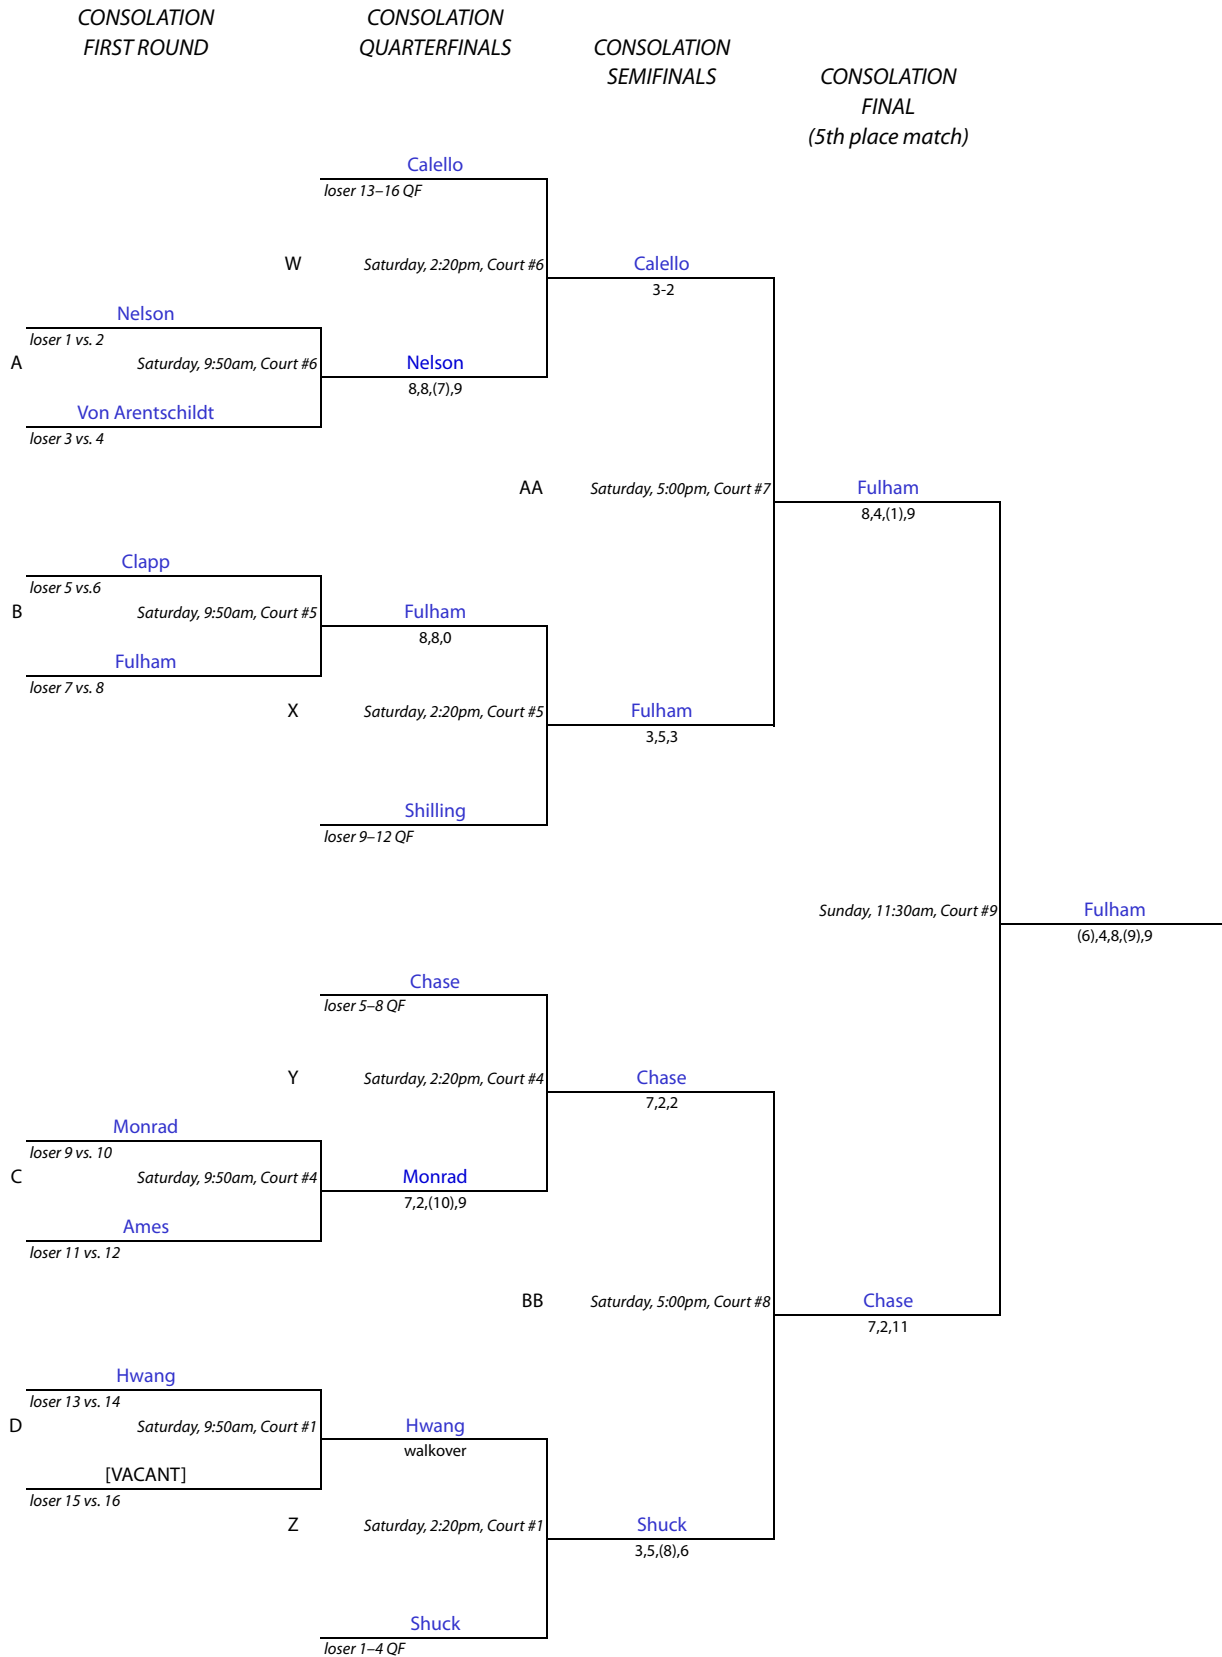 CONSOLATION
FIRST ROUND
CONSOLATION
QUARTERFINALS
CONSOLATION
SEMIFINALS
CONSOLATION
FINAL
(5th place match)
Calello
loser 13–16 QF
W
Saturday, 2:20pm, Court #6
Calello
3-2
Nelson
loser 1 vs. 2
A
Saturday, 9:50am, Court #6
Nelson
8,8,(7),9
Von Arentschildt
loser 3 vs. 4
AA
Saturday, 5:00pm, Court #7
Fulham
8,4,(1),9
Clapp
loser 5 vs.6
B
Saturday, 9:50am, Court #5
Fulham
8,8,0
Fulham
loser 7 vs. 8
X
Saturday, 2:20pm, Court #5
Fulham
3,5,3
Shilling
loser 9–12 QF
Sunday, 11:30am, Court #9
Fulham
(6),4,8,(9),9
Chase
loser 5–8 QF
Y
Saturday, 2:20pm, Court #4
Chase
7,2,2
Monrad
loser 9 vs. 10
C
Saturday, 9:50am, Court #4
Monrad
7,2,(10),9
Ames
loser 11 vs. 12
BB
Saturday, 5:00pm, Court #8
Chase
7,2,11
Hwang
loser 13 vs. 14
D
Saturday, 9:50am, Court #1
Hwang
walkover
[VACANT]
loser 15 vs. 16
Z
Saturday, 2:20pm, Court #1
Shuck
3,5,(8),6
Shuck
loser 1–4 QF